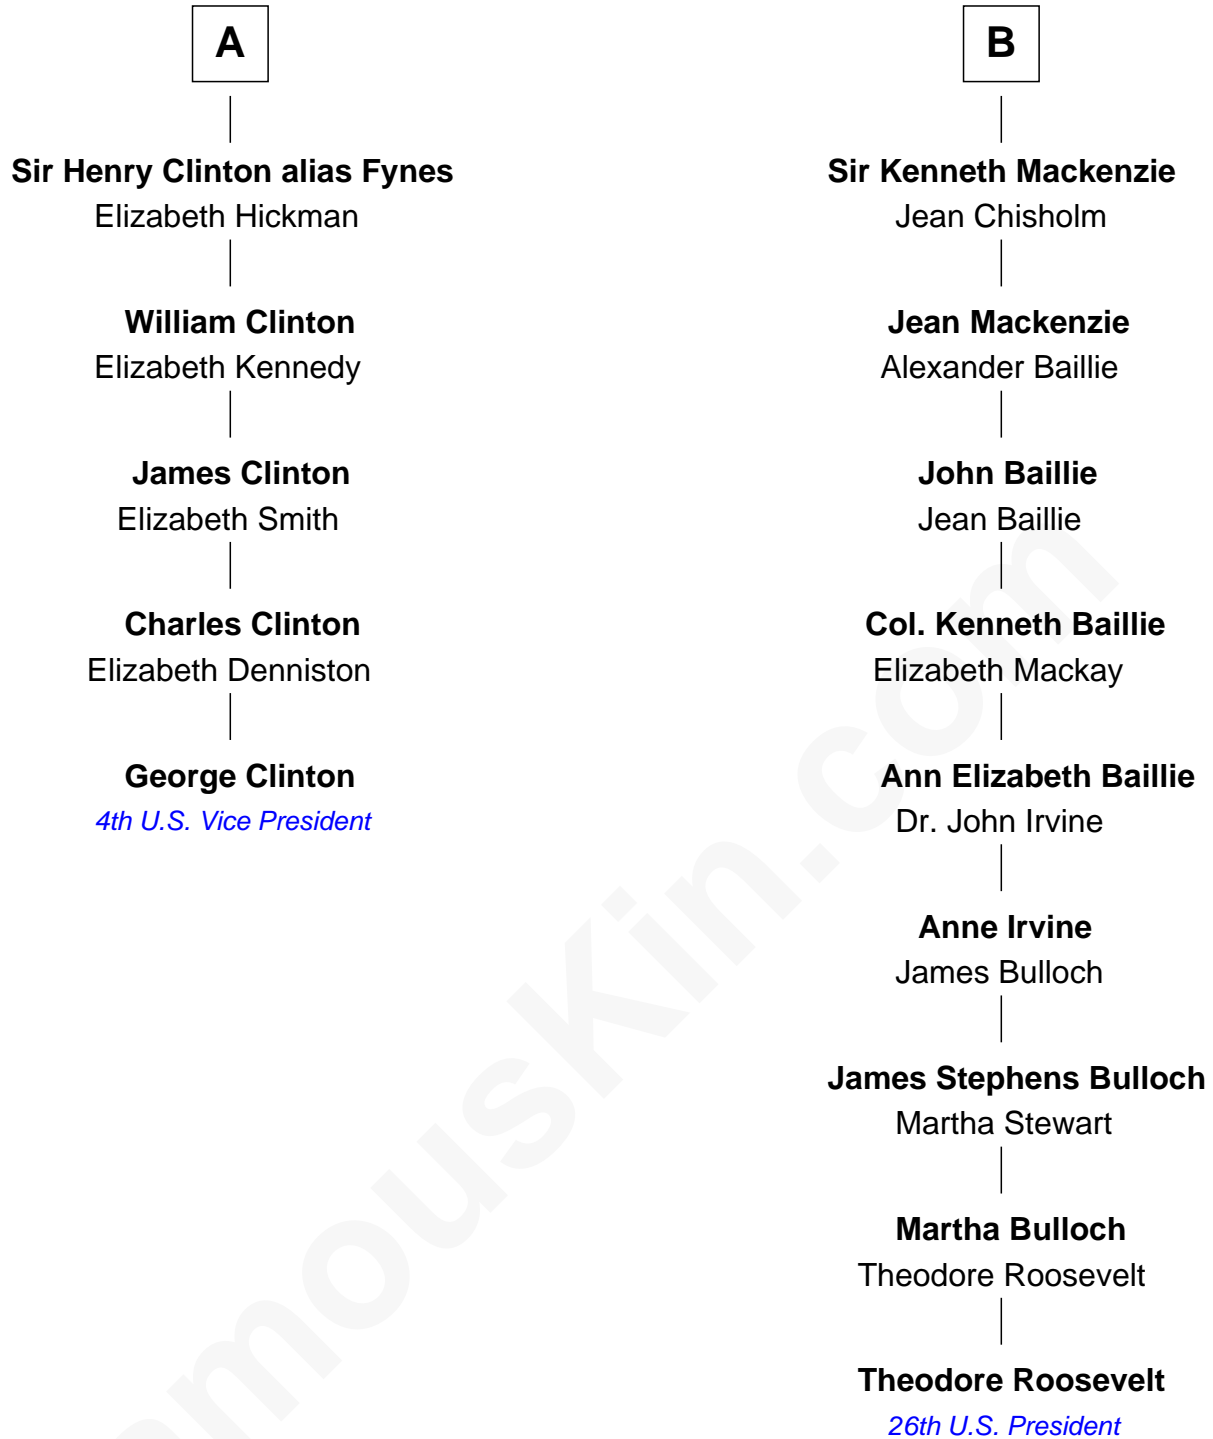 A
Sir Henry Clinton alias Fynes
Elizabeth Hickman
William Clinton
Elizabeth Kennedy
James Clinton
Elizabeth Smith
Charles Clinton
Elizabeth Denniston
George Clinton
4th U.S. Vice President
B
Sir Kenneth Mackenzie
Jean Chisholm
Jean Mackenzie
Alexander Baillie
John Baillie
Jean Baillie
Col. Kenneth Baillie
Elizabeth Mackay
Ann Elizabeth Baillie
Dr. John Irvine
Anne Irvine
James Bulloch
James Stephens Bulloch
Martha Stewart
Martha Bulloch
Theodore Roosevelt
Theodore Roosevelt
26th U.S. President
amouskin.com